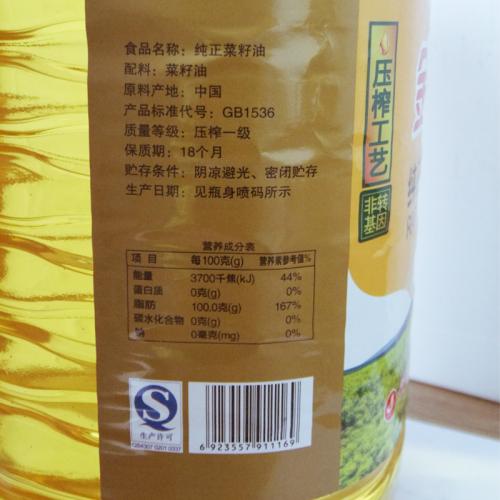 食品名称：纯正菜籽油
配料：菜籽油
原料产地：中国
产品标准代号：GB1536
质量等级：压榨一级
保质期：18个月
贮存条件：阴凉避光、密闭贮存
生产日期：见瓶身喷码所示
营养成分表
项 目 每100克(g) 营养素参考值%
能量 3700千焦(kJ) 44%
蛋白质 0克(g) 0%
脂肪 100.0克(g) 167%
碳水化合物 0克(g) 0%
钠 0毫克(mg) 0%
生产许可
QS4307 0201 0337
6 923557 911169
压榨工艺
非转
基因